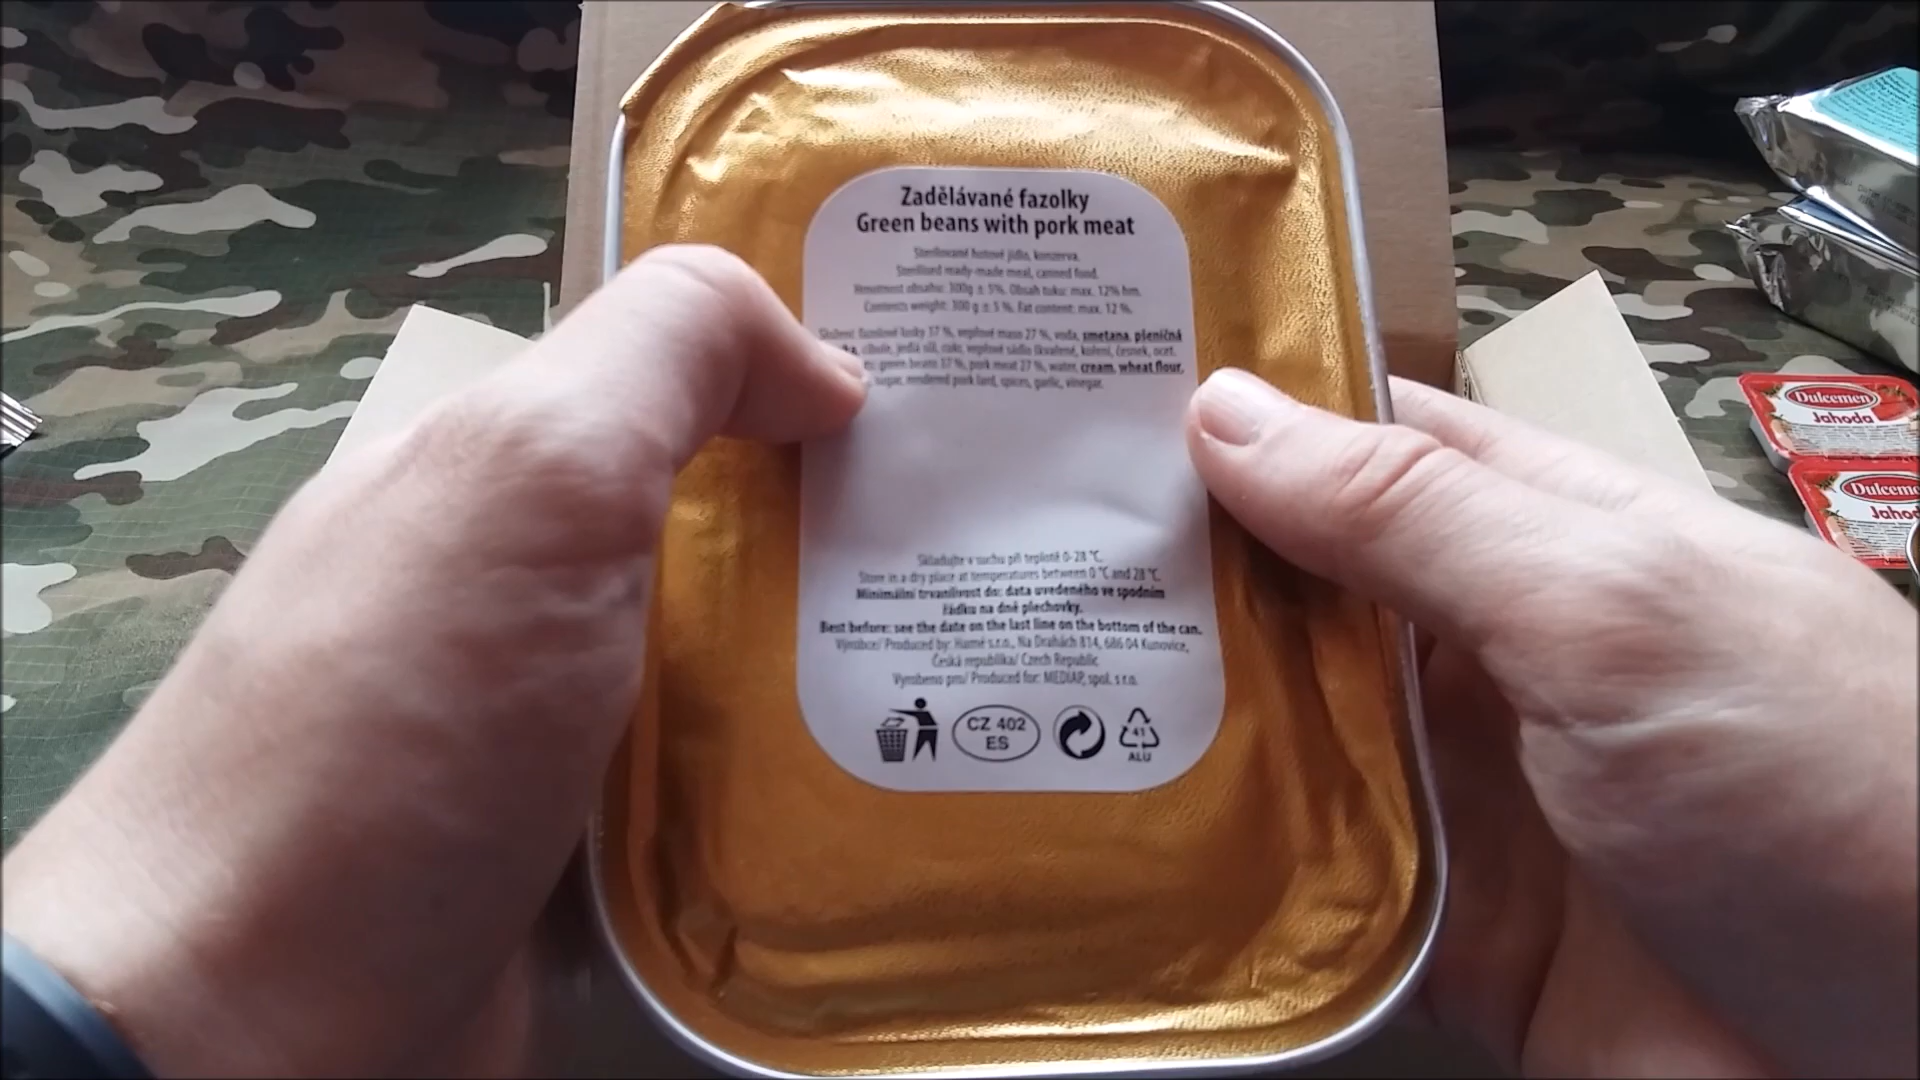 Zadělávané fazolky
Green beans with pork meat
Sterilované hotové jídlo, konzerva.
Sterilised ready-made meal, canned food.
Hmotnost obsahu: 300g ± 5%. Obsah tuku: max. 12% hm.
Contents weight: 300 g ± 5 %. Fat content: max. 12 %.
Složení: fazolové lusky 37 %, vepřové maso 27 %, voda, smetana, pšeničná
cibule, jedlá sůl, cukr, vepřové sádlo škvařené, koření, česnek, ocet.
green beans 37 %, pork meat 27 %, water, cream, wheat flour,
sugar, rendered pork lard, spices, garlic, vinegar.
Skladujte v suchu při teplotě 0-28 °C.
Store in a dry place at temperatures between 0 °C and 28 °C.
Minimální trvanlivost do: data uvedeného ve spodním
řádku na dně plechovky.
Best before: see the date on the last line on the bottom of the can.
Výrobce/ Produced by: Hamé s.r.o., Na Drahách 814, 686 04 Kunovice,
Česká republika/ Czech Republic
Vyrobeno pro/ Produced for: MEDIAP, spol. s r.o.
CZ 402
ES
41
ALU
Dulcemen
Jahoda
Dulceme
Jaho